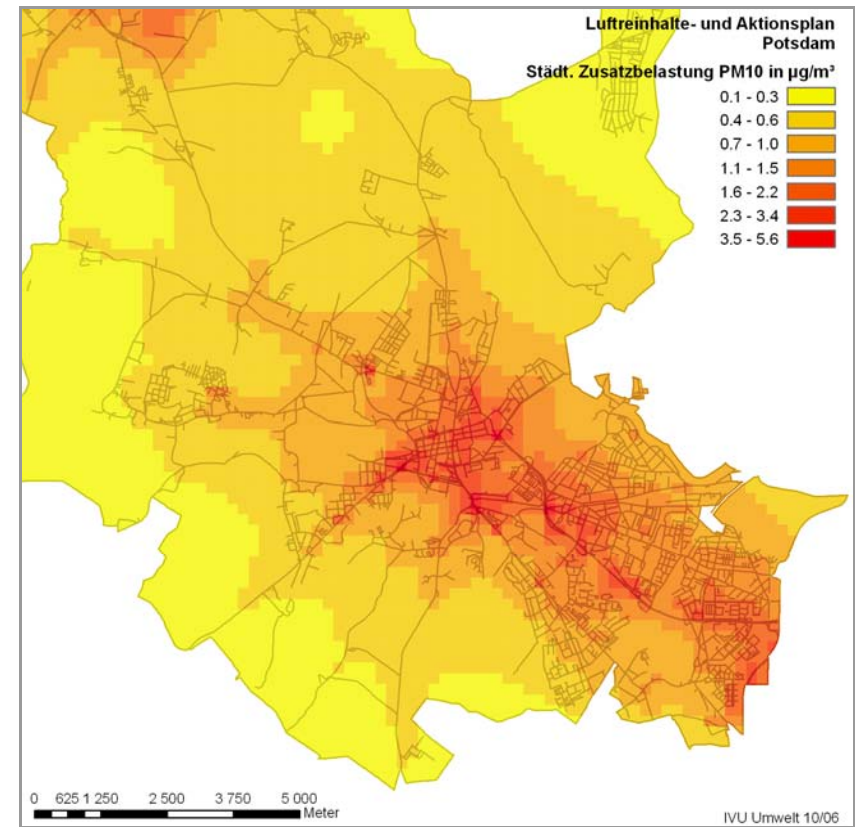 Luftreinhalte- und Aktionsplan
Potsdam
Städt. Zusatzbelastung PM10 in µg/m³
0.1 - 0.3
0.4 - 0.6
0.7 - 1.0
1.1 - 1.5
1.6 - 2.2
2.3 - 3.4
3.5 - 5.6
0 625 1 250 2 500 3 750 5 000
Meter
IVU Umwelt 10/06